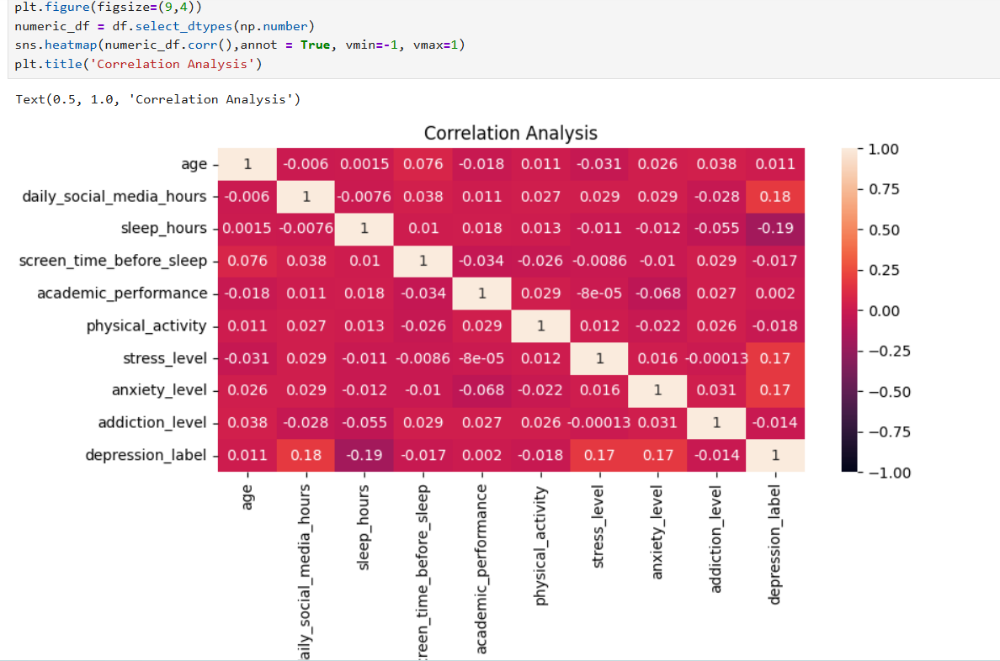 plt.figure(figsize=(9,4))
numeric_df = df.select_dtypes(np.number)
sns.heatmap(numeric_df.corr(),annot = True, vmin=-1, vmax=1)
plt.title('Correlation Analysis')
Text(0.5, 1.0, 'Correlation Analysis')
Correlation Analysis
age 1 -0.006 0.0015 0.076 -0.018 0.011 -0.031 0.026 0.038 0.011
daily_social_media_hours -0.006 1 -0.0076 0.038 0.011 0.027 0.029 0.029 -0.028 0.18
sleep_hours 0.0015 -0.0076 1 0.01 0.018 0.013 -0.011 -0.012 -0.055 -0.19
screen_time_before_sleep 0.076 0.038 0.01 1 -0.034 -0.026 -0.0086 -0.01 0.029 -0.017
academic_performance -0.018 0.011 0.018 -0.034 1 0.029 -8e-05 -0.068 0.027 0.002
physical_activity 0.011 0.027 0.013 -0.026 0.029 1 0.012 -0.022 0.026 -0.018
stress_level -0.031 0.029 -0.011 -0.0086 -8e-05 0.012 1 0.016 -0.00013 0.17
anxiety_level 0.026 0.029 -0.012 -0.01 -0.068 -0.022 0.016 1 0.031 0.17
addiction_level 0.038 -0.028 -0.055 0.029 0.027 0.026 -0.00013 0.031 1 -0.014
depression_label 0.011 0.18 -0.19 -0.017 0.002 -0.018 0.17 0.17 -0.014 1
age
aily_social_media_hours
sleep_hours
reen_time_before_sleep
academic_performance
physical_activity
stress_level
anxiety_level
addiction_level
depression_label
1.00
0.75
0.50
0.25
0.00
−0.25
−0.50
−0.75
−1.00